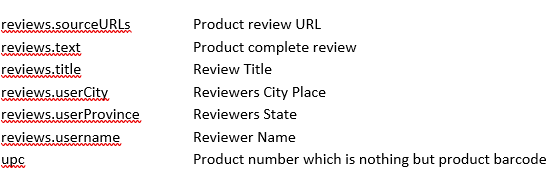 reviews.sourceURLs Product review URL
reviews.text Product complete review
reviews.title Review Title
reviews.userCity Reviewers City Place
reviews.userProvince Reviewers State
reviews.username Reviewer Name
upc Product number which is nothing but product barcode